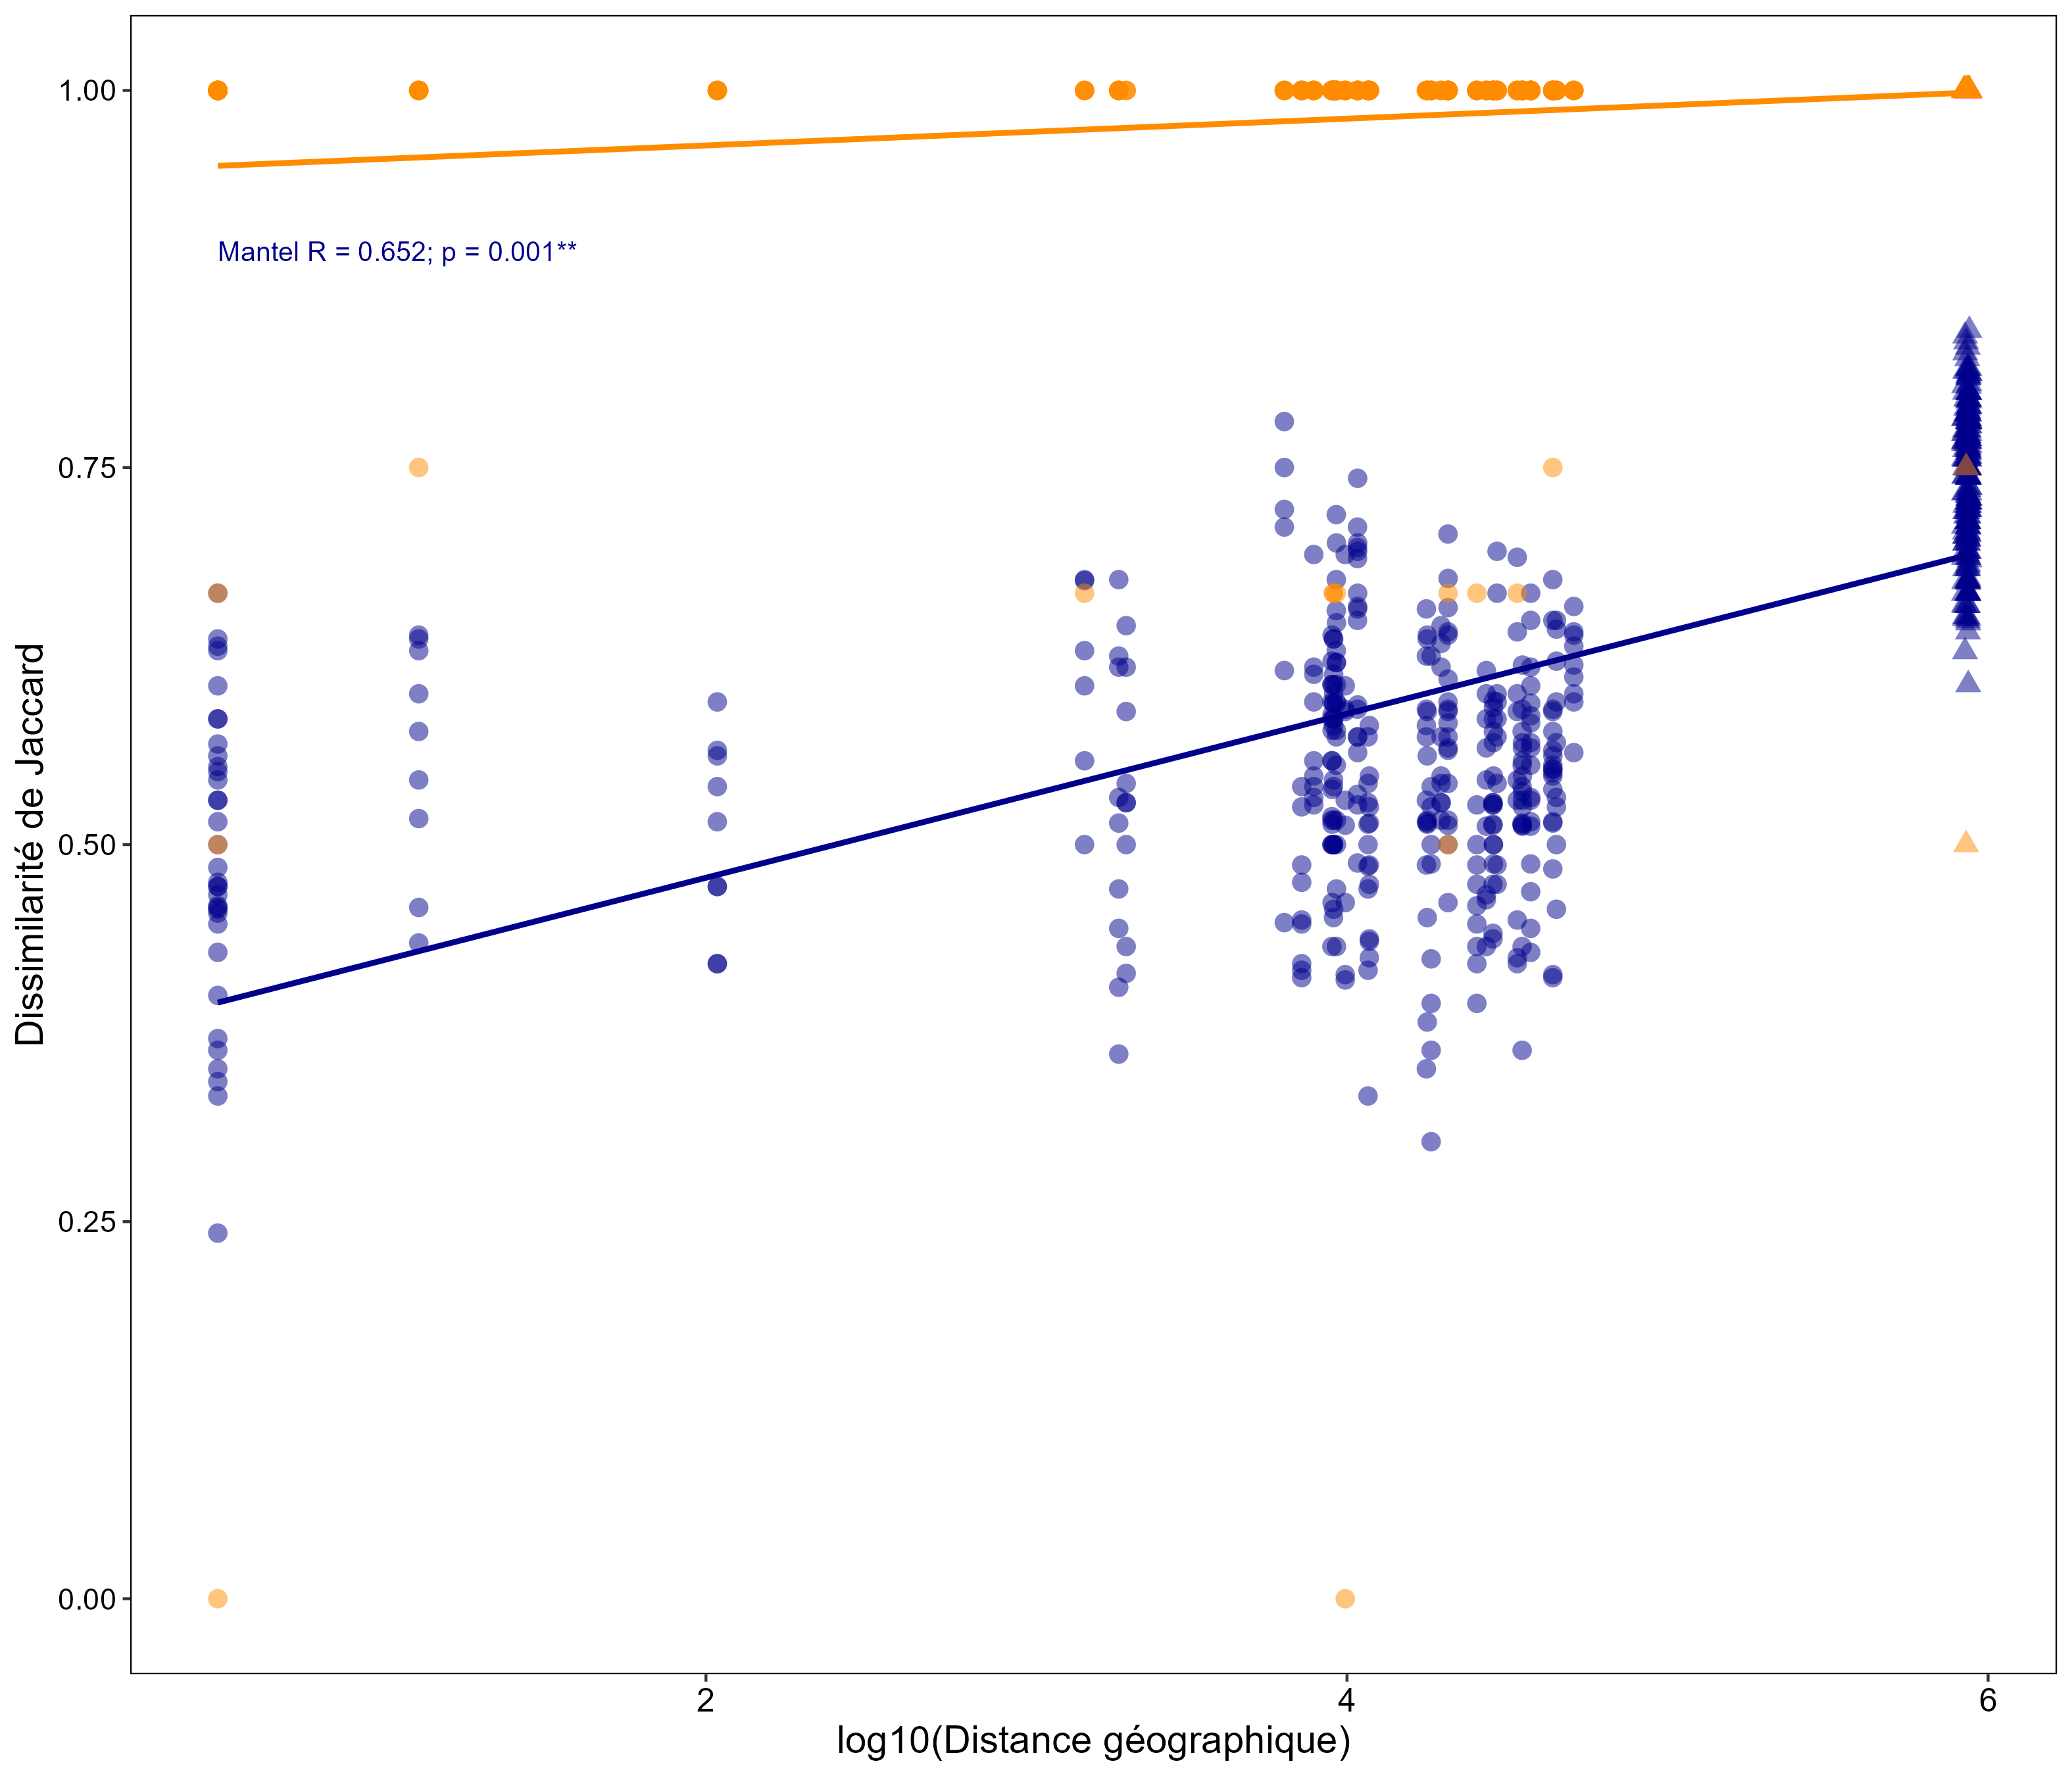 Dissimilarité de Jaccard
1.00
0.75
0.50
0.25
0.00
Mantel R = 0.652; p = 0.001**
2
4
6
log10(Distance géographique)